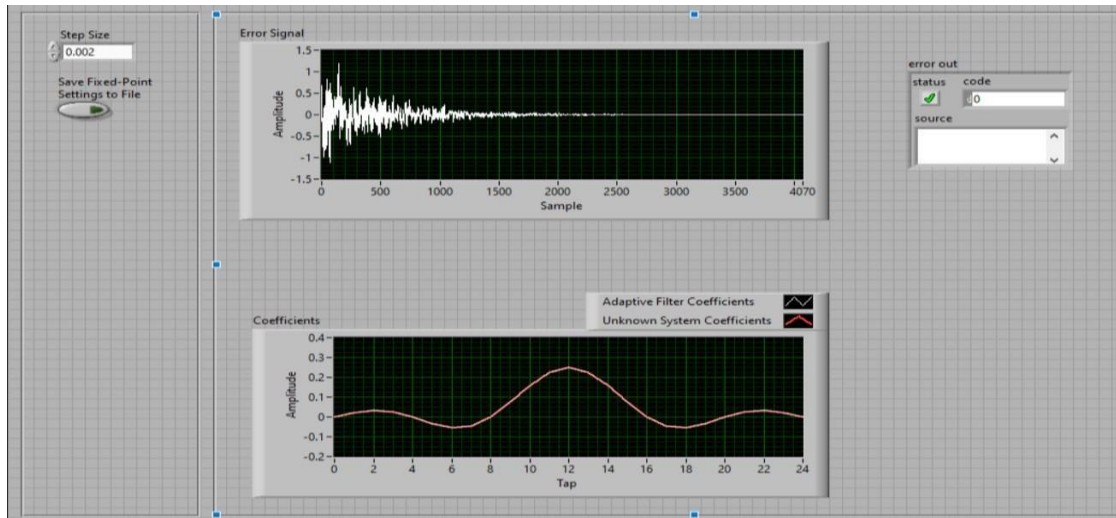 Step Size
0.002
Save Fixed-Point
Settings to File
Error Signal
1.5
1
0.5
0
-0.5
-1
-1.5
Amplitude
0 500 1000 1500 2000 2500 3000 3500 4070
Sample
error out
status code
0
source
Adaptive Filter Coefficients
Unknown System Coefficients
Coefficients
0.4
0.3
0.2
0.1
0
-0.1
-0.2
Amplitude
0 2 4 6 8 10 12 14 16 18 20 22 24
Tap